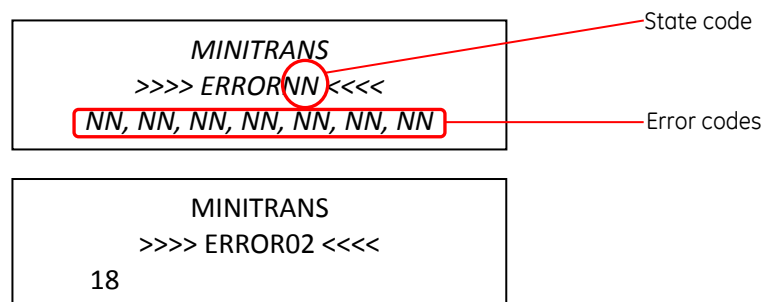 State code
MINITRANS
>>>> ERRORNN <<<<
NN, NN, NN, NN, NN, NN, NN
Error codes
MINITRANS
>>>> ERROR02 <<<<
18